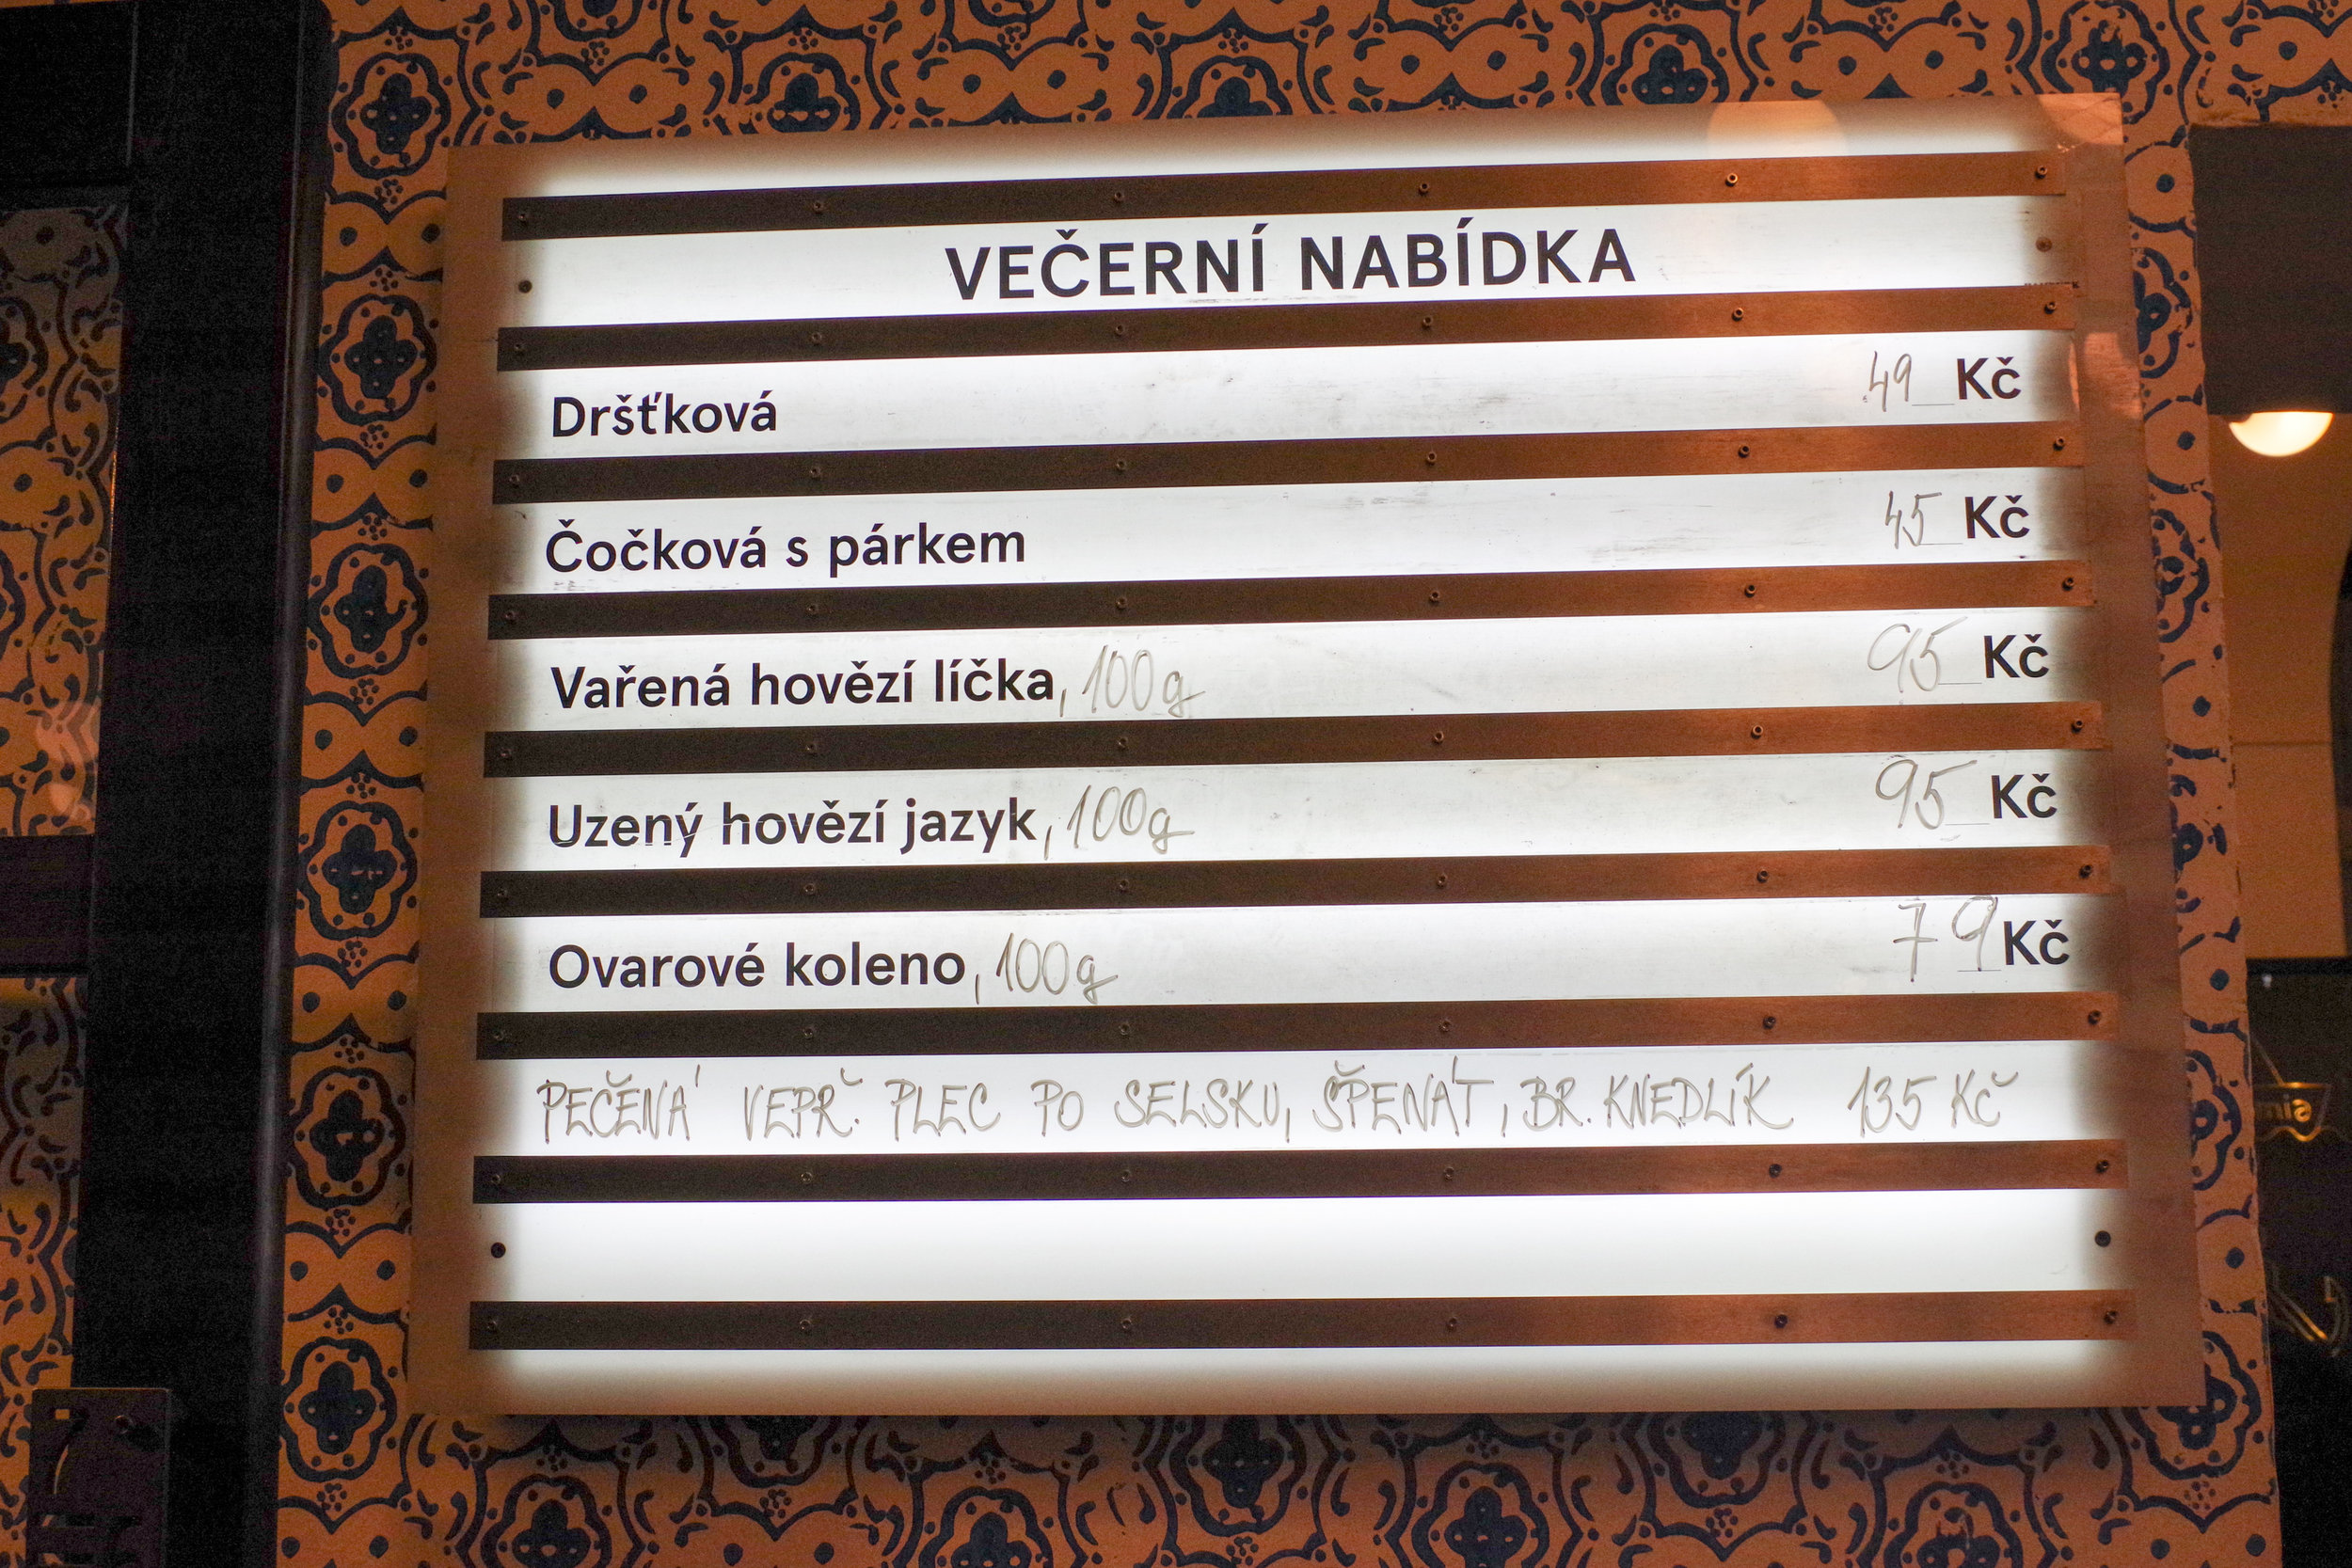 VEČERNÍ NABÍDKA
Dršťková 49 Kč
Čočková s párkem 45 Kč
Vařená hovězí líčka, 100g 95 Kč
Uzený hovězí jazyk, 100g 95 Kč
Ovarové koleno, 100g 79 Kč
PEČENÁ VEPŘ. PLEC PO SELSKU, ŠPENÁT, BR. KNEDLÍK 135 KČ